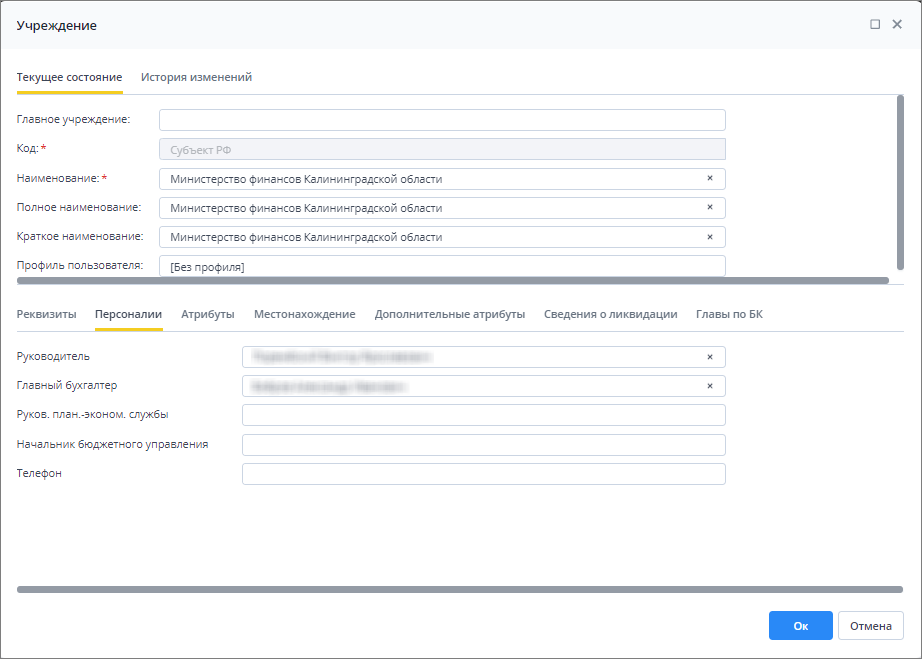 Учреждение
Текущее состояние История изменений
Главное учреждение:
Код: * Субъект РФ
Наименование: * Министерство финансов Калининградской области
Полное наименование: Министерство финансов Калининградской области
Краткое наименование: Министерство финансов Калининградской области
Профиль пользователя: [Без профиля]
Реквизиты Персоналии Атрибуты Местонахождение Дополнительные атрибуты Сведения о ликвидации Главы по БК
Руководитель
Главный бухгалтер
Руков. план.-эконом. службы
Начальник бюджетного управления
Телефон
Ок Отмена